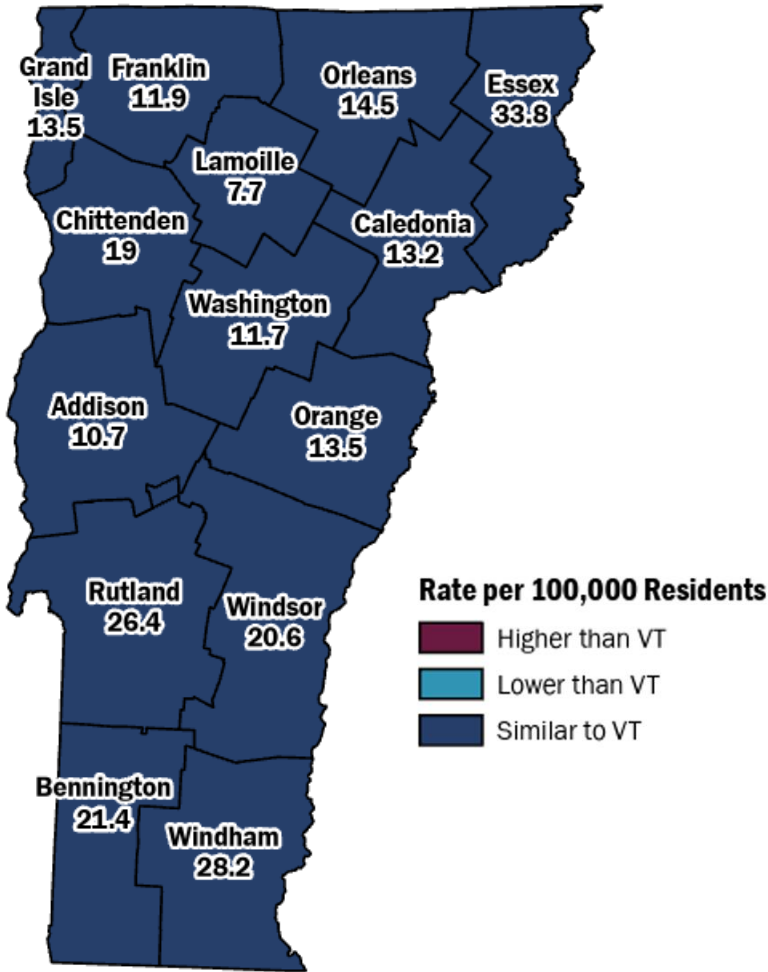 Grand
Isle
13.5
Franklin
11.9
Orleans
14.5
Essex
33.8
Lamoille
7.7
Chittenden
19
Caledonia
13.2
Washington
11.7
Addison
10.7
Orange
13.5
Rutland
26.4
Windsor
20.6
Rate per 100,000 Residents
Higher than VT
Lower than VT
Similar to VT
Bennington
21.4
Windham
28.2